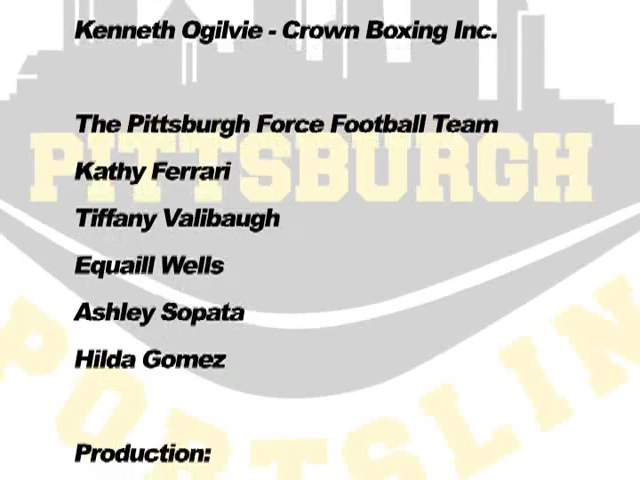 Kenneth Ogilvie - Crown Boxing Inc.
The Pittsburgh Force Football Team
PITTSBURGH
Kathy Ferrari
Tiffany Valibaugh
Equaill Wells
Ashley Sopata
Hilda Gomez
PORTSLIN
Production: